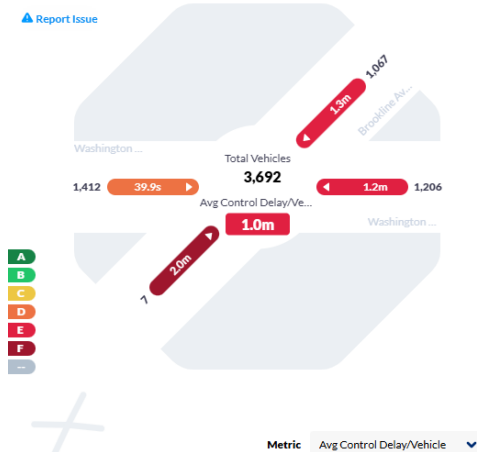 Report Issue
1,067
1.3m
Brookline Av...
Washington ...
Total Vehicles
3,692
1,412
39.9s
1.2m
1,206
Avg Control Delay/Ve...
1.0m
Washington ...
2.0m
7
A
B
C
D
E
F
--
Metric Avg Control Delay/Vehicle